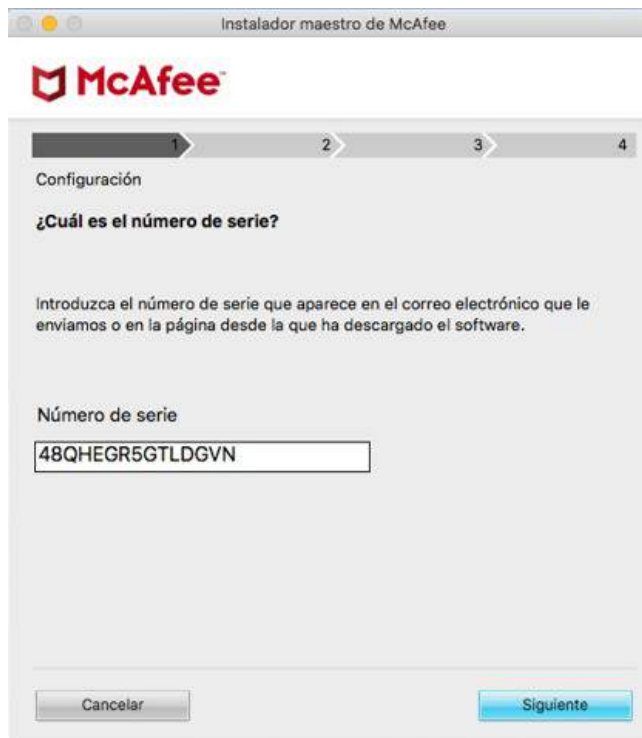 Instalador maestro de McAfee
McAfee™
1 2 3 4
Configuración
¿Cuál es el número de serie?
Introduzca el número de serie que aparece en el correo electrónico que le
enviamos o en la página desde la que ha descargado el software.
Número de serie
48QHEGR5GTLDGVN
Cancelar Siguiente